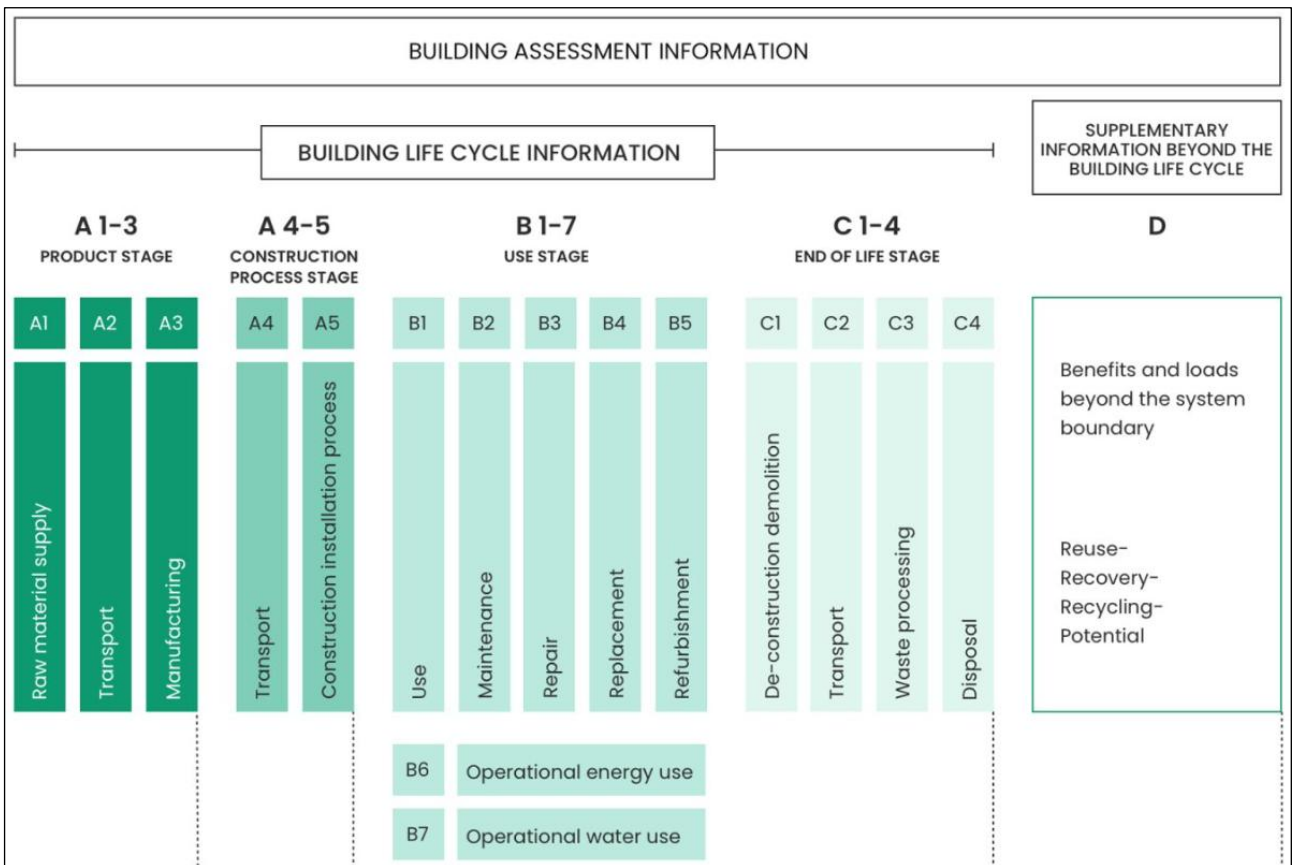 BUILDING ASSESSMENT INFORMATION
BUILDING LIFE CYCLE INFORMATION
SUPPLEMENTARY
INFORMATION BEYOND THE
BUILDING LIFE CYCLE
A 1-3
PRODUCT STAGE
A 4-5
CONSTRUCTION
PROCESS STAGE
B 1-7
USE STAGE
C 1-4
END OF LIFE STAGE
D
A1
A2
A3
A4
A5
B1
B2
B3
B4
B5
C1
C2
C3
C4
Raw material supply
Transport
Manufacturing
Transport
Construction installation process
Use
Maintenance
Repair
Replacement
Refurbishment
De-construction demolition
Transport
Waste processing
Disposal
Benefits and loads
beyond the system
boundary
Reuse-
Recovery-
Recycling-
Potential
B6
Operational energy use
B7
Operational water use